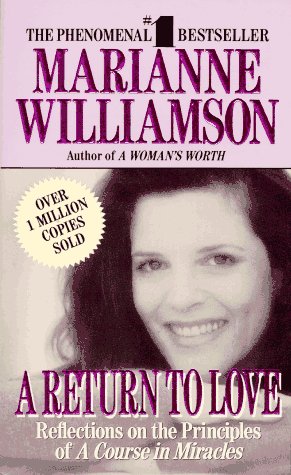 THE PHENOMENAL #1 BESTSELLER
MARIANNE
WILLIAMSON
Author of A WOMAN'S WORTH
OVER
1 MILLION
COPIES
SOLD
A RETURN TO LOVE
Reflections on the Principles
of A Course in Miracles